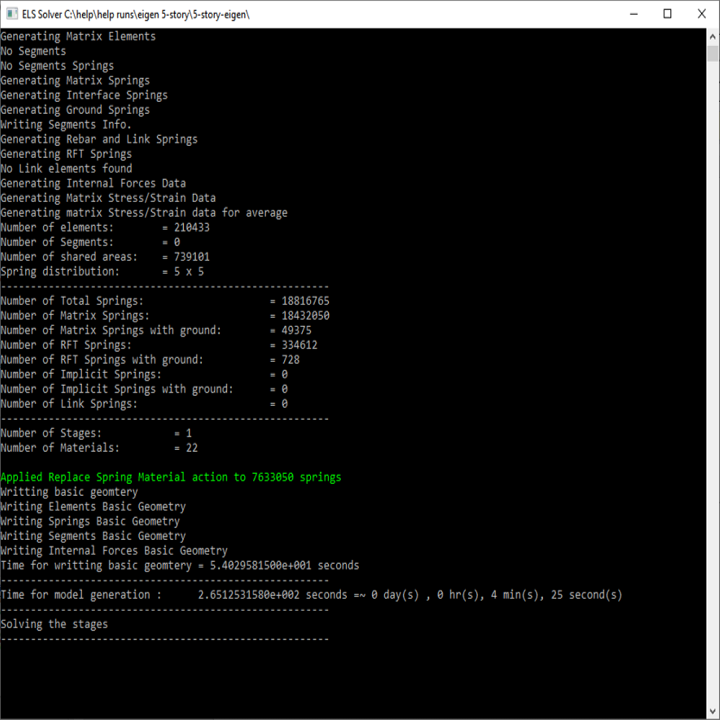 ELS Solver C:\help\help runs\eigen 5-story\5-story-eigen\
Generating Matrix Elements
No Segments
No Segments Springs
Generating Matrix Springs
Generating Interface Springs
Generating Ground Springs
Writing Segments Info.
Generating Rebar and Link Springs
Generating RFT Springs
No Link elements found
Generating Internal Forces Data
Generating Matrix Stress/Strain Data
Generating matrix Stress/Strain data for average
Number of elements: = 210433
Number of Segments: = 0
Number of shared areas: = 739101
Spring distribution: = 5 x 5
-------------------------------------------------------
Number of Total Springs: = 18816765
Number of Matrix Springs: = 18432050
Number of Matrix Springs with ground: = 49375
Number of RFT Springs: = 334612
Number of RFT Springs with ground: = 728
Number of Implicit Springs: = 0
Number of Implicit Springs with ground: = 0
Number of Link Springs: = 0
-------------------------------------------------------
Number of Stages: = 1
Number of Materials: = 22
Applied Replace Spring Material action to 7633050 springs
Writting basic geomtery
Writing Elements Basic Geometry
Writing Springs Basic Geometry
Writing Segments Basic Geometry
Writing Internal Forces Basic Geometry
Time for writting basic geomtery = 5.4029581500e+001 seconds
-------------------------------------------------------
Time for model generation : 2.6512531580e+002 seconds =~ 0 day(s) , 0 hr(s), 4 min(s), 25 second(s)
-------------------------------------------------------
Solving the stages
-------------------------------------------------------